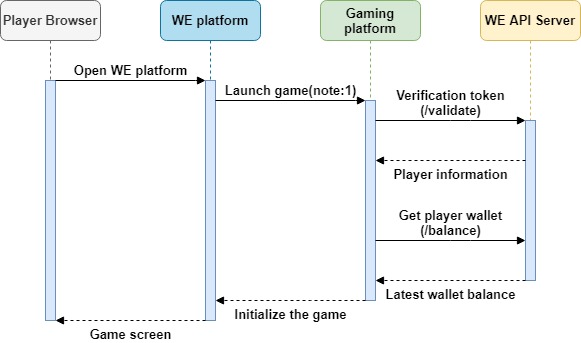 Player Browser
WE platform
Gaming
platform
WE API Server
Open WE platform
Launch game(note:1)
Verification token
(/validate)
Player information
Get player wallet
(/balance)
Latest wallet balance
Initialize the game
Game screen